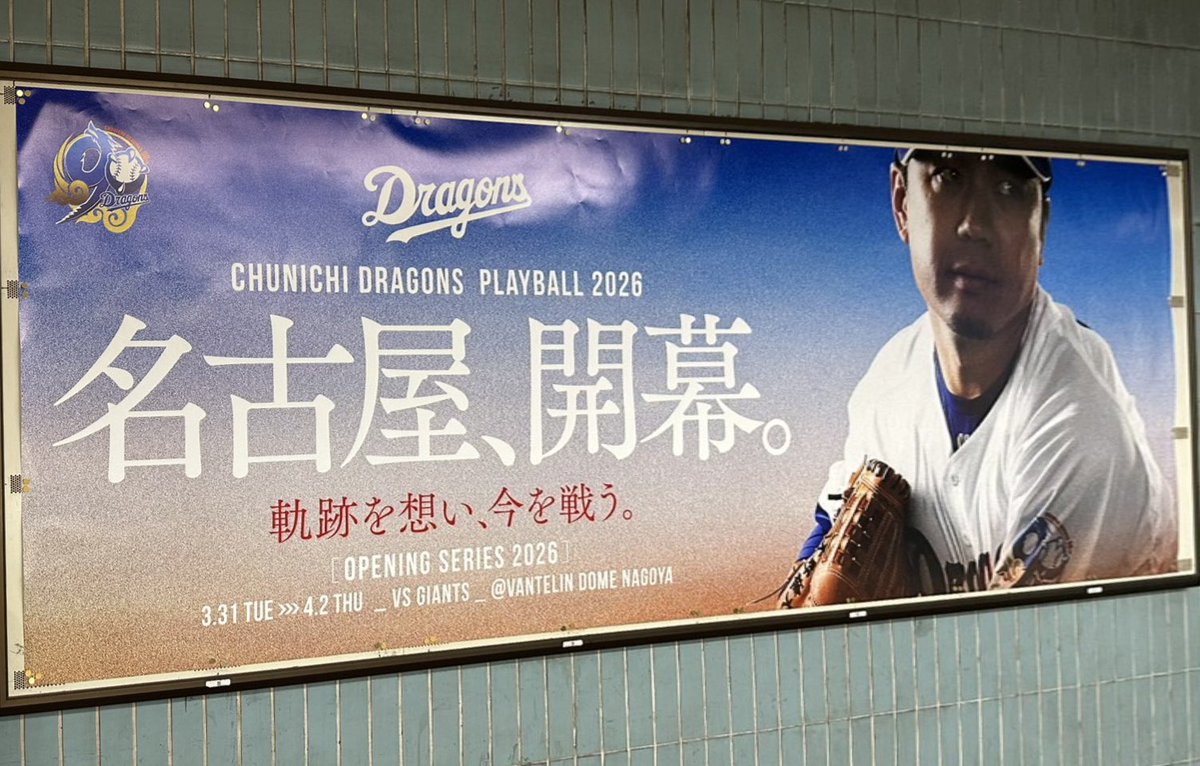 Dragons
Dragons
CHUNICHI DRAGONS PLAYBALL 2026
名古屋、開幕。
軌跡を想い、今を戦う。
[OPENING SERIES 2026]
3.31 TUE >>> 4.2 THU _ VS GIANTS _ @VANTELIN DOME NAGOYA